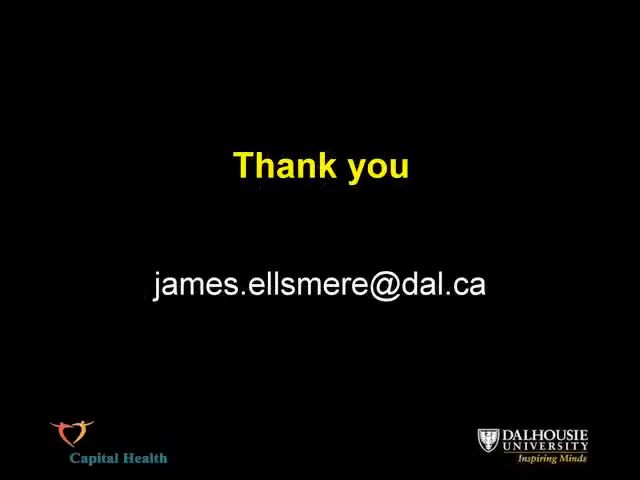 Thank you
james.ellsmere@dal.ca
Capital Health
DALHOUSIE
UNIVERSITY
Inspiring Minds